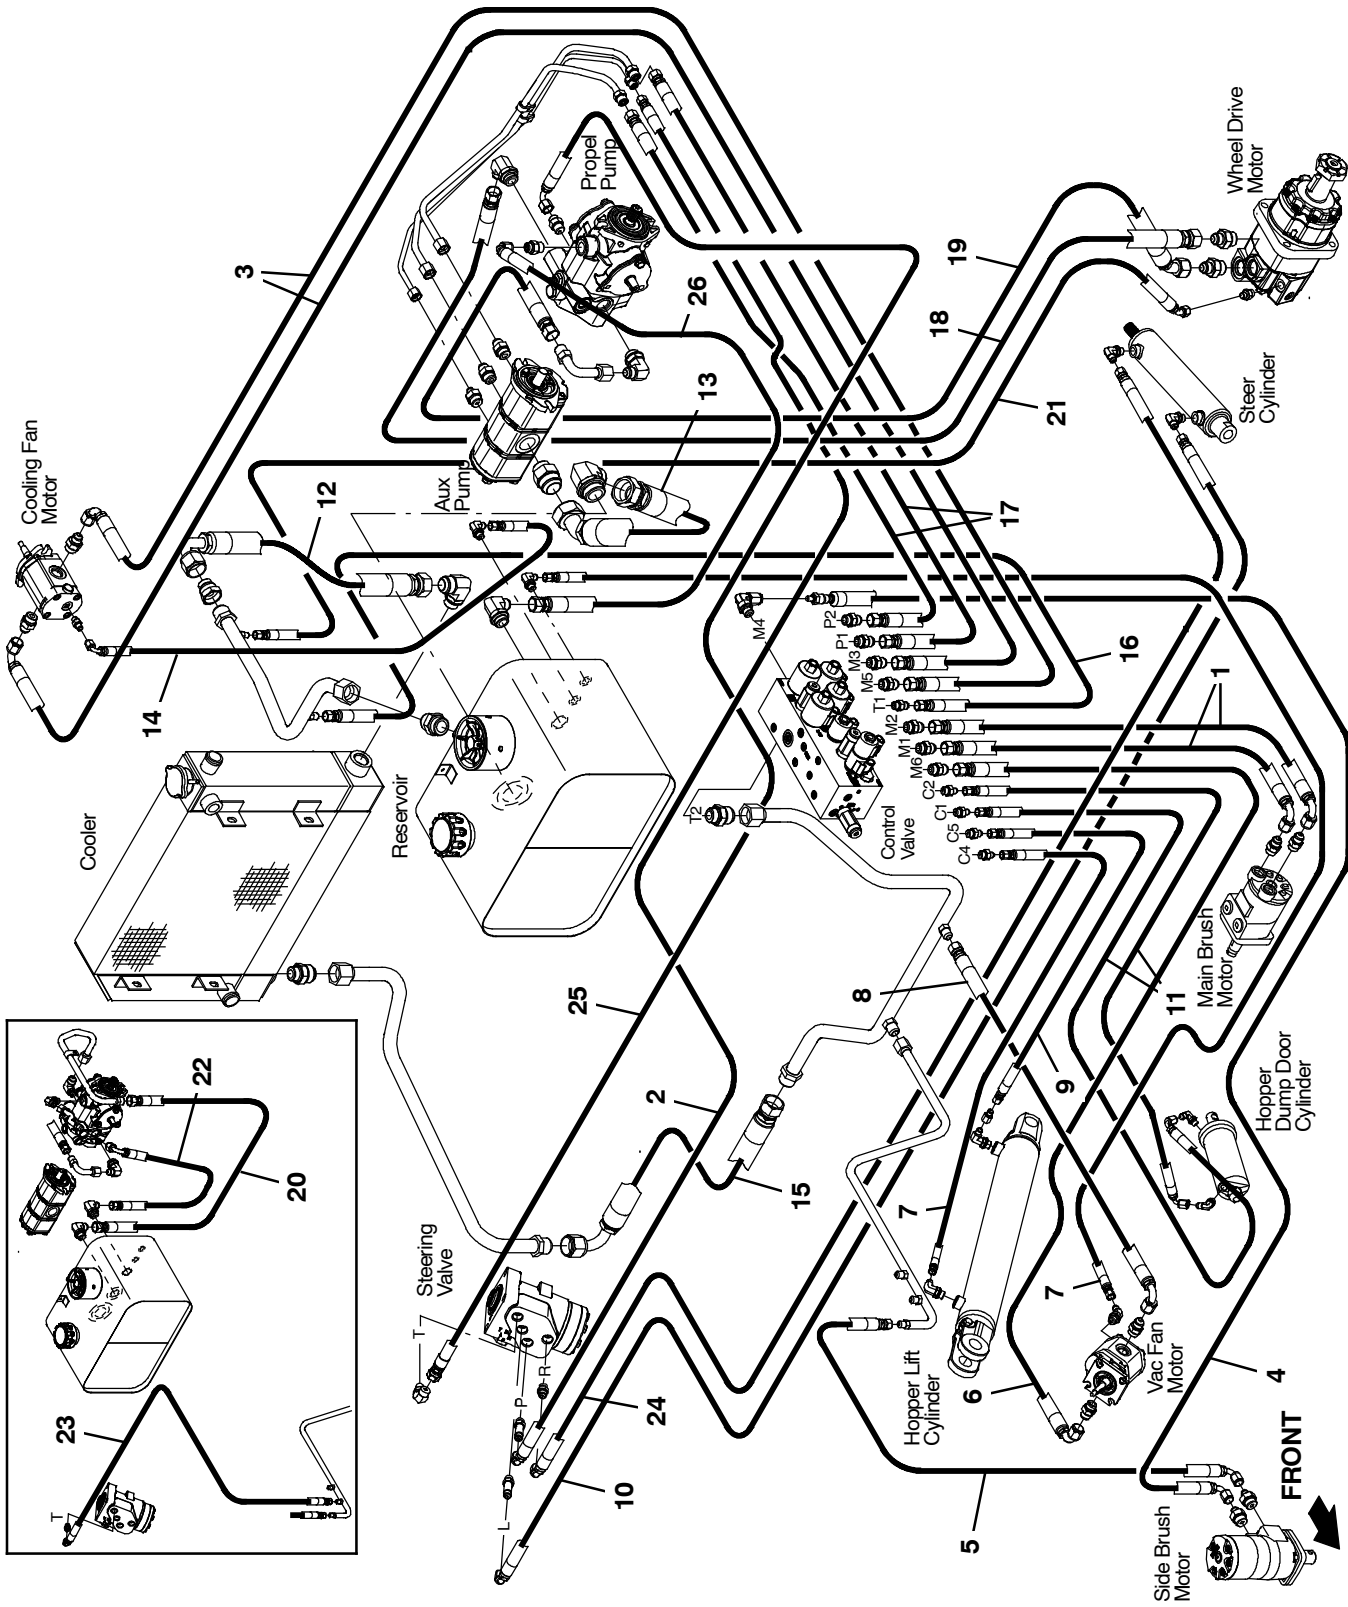 Cooling Fan
Motor
3
Propel
Pump
26
Aux
Pump
13
12
14
Cooler
Reservoir
Wheel Drive
Motor
19
18
21
Steer
Cylinder
17
16
1
M4
P2
P1
M3
M5
T1
M2
M1
M6
C2
C1
C5
C4
T2
Control
Valve
Main Brush
Motor
11
Hopper
Dump Door
Cylinder
25
2
15
8
9
7
Steering
Valve
T
P
R
L
24
10
Hopper Lift
Cylinder
6
7
Vac Fan
Motor
5
4
Side Brush
Motor
FRONT
22
20
23
T